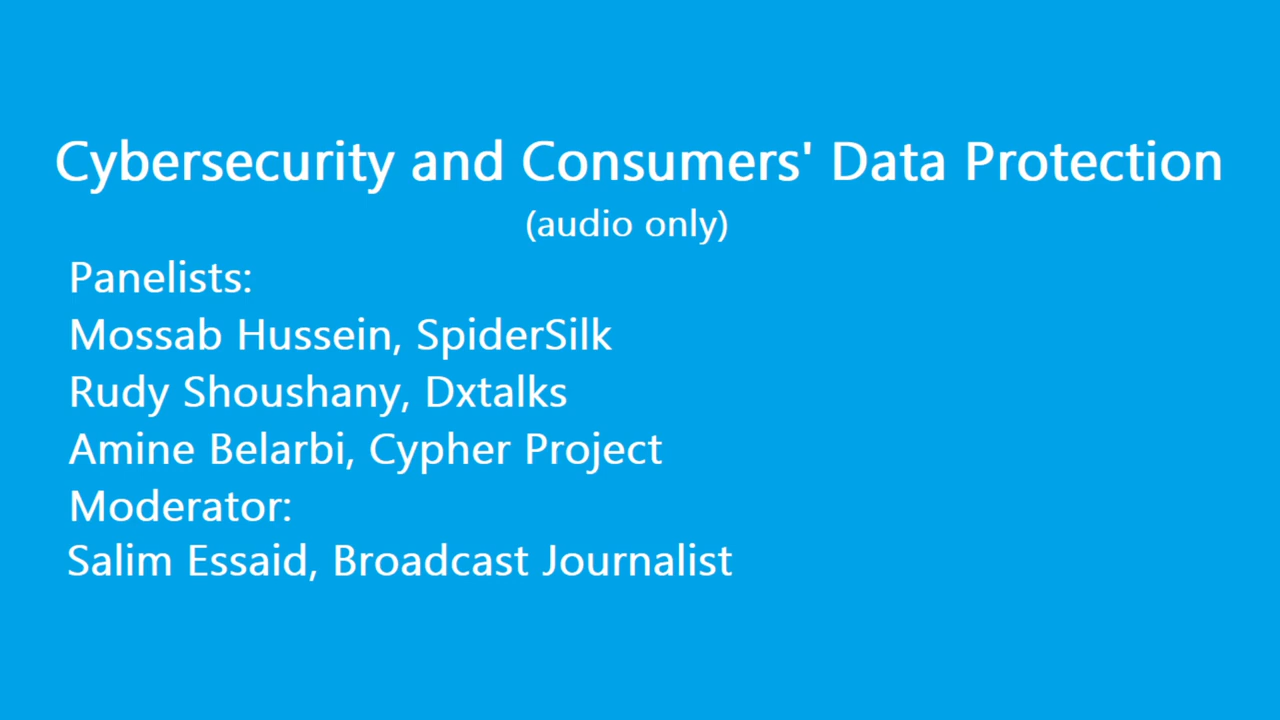 Cybersecurity and Consumers' Data Protection
(audio only)
Panelists:
Mossab Hussein, SpiderSilk
Rudy Shoushany, Dxtalks
Amine Belarbi, Cypher Project
Moderator:
Salim Essaid, Broadcast Journalist